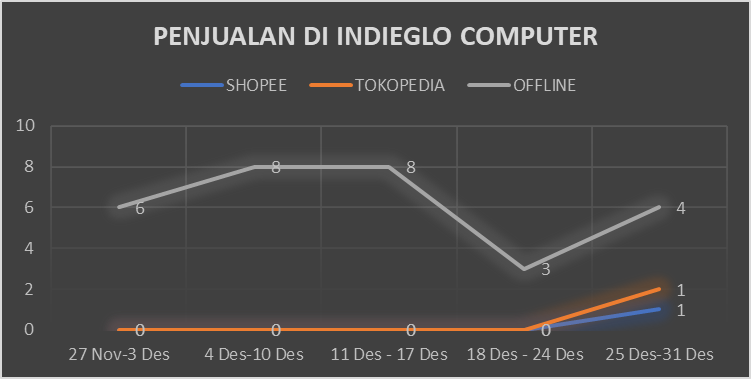 PENJUALAN DI INDIEGLO COMPUTER
SHOPEE TOKOPEDIA OFFLINE
10
8 8 8
6 6 4
4
3
2 1
1
0 0 0 0 0
27 Nov-3 Des 4 Des-10 Des 11 Des - 17 Des 18 Des - 24 Des 25 Des-31 Des